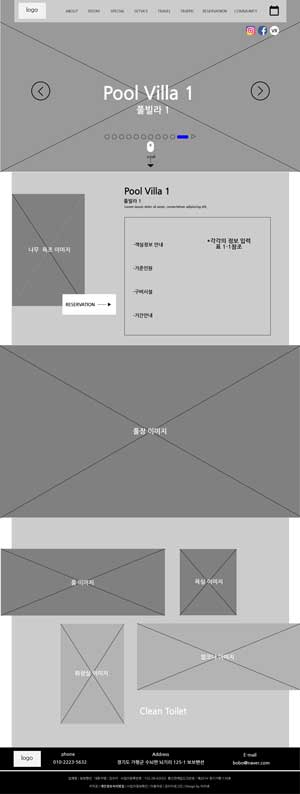 logo
ABOUT ROOM SPECIAL SETVICE TRAVEL TRAFFIC RESERVATION COMMUNITY
VR
Pool Villa 1
풀빌라 1
scroll
Pool Villa 1
풀빌라 1
Lorem ipsum dolor sit amet, consectetuer adipiscing elit,
나무 욕조 이미지
-객실정보 안내
*각각의 정보 입력
표 1-1참조
-기준인원
-구비시설
-기간안내
RESERVATION
풀장 이미지
룸 이미지
욕실 이미지
화장실 이미지
발코니 이미지
Clean Toilet
logo
phone
010-2223-5632
Address
경기도 가평군 수뇌면 뇌기리 125-1 보보펜션
E-mail
bobo@naver.com